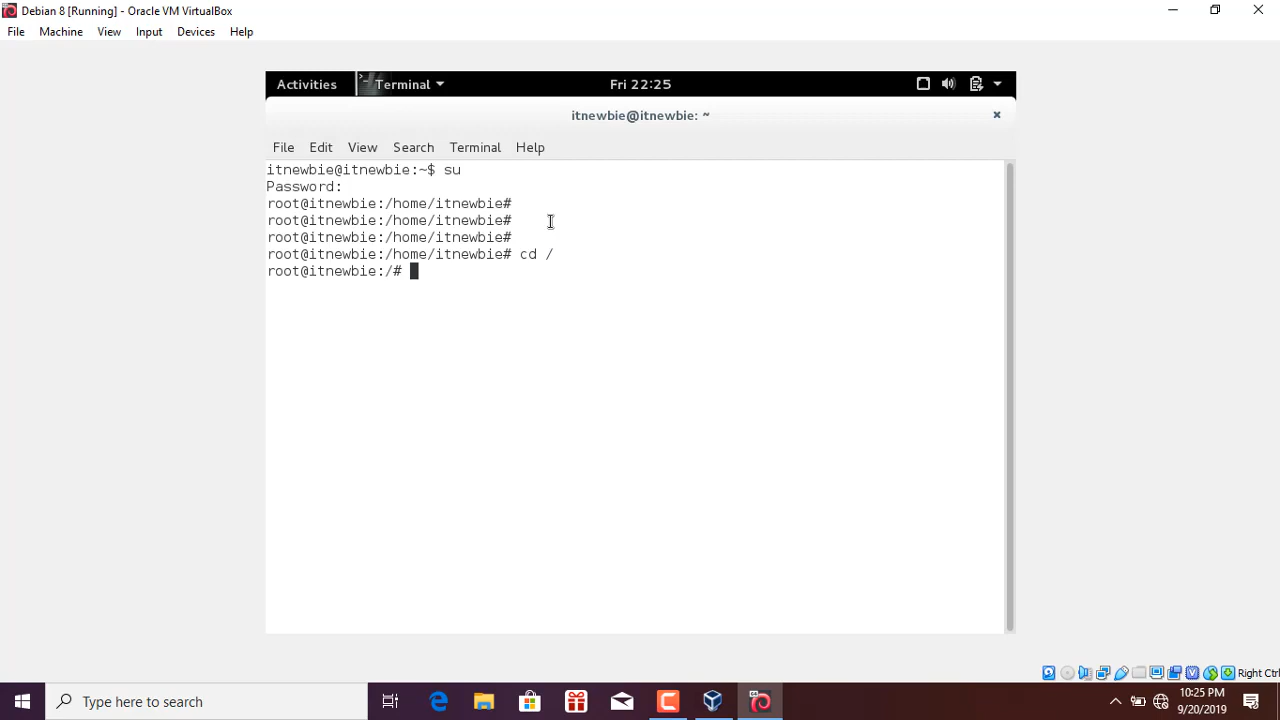 Debian 8 [Running] - Oracle VM VirtualBox
File Machine View Input Devices Help
Activities Terminal Fri 22:25
itnewbie@itnewbie: ~
File Edit View Search Terminal Help
itnewbie@itnewbie:~$ su
Password:
root@itnewbie:/home/itnewbie#
root@itnewbie:/home/itnewbie#
root@itnewbie:/home/itnewbie#
root@itnewbie:/home/itnewbie# cd /
root@itnewbie:/#
Right Ctrl
Type here to search
10:25 PM
9/20/2019